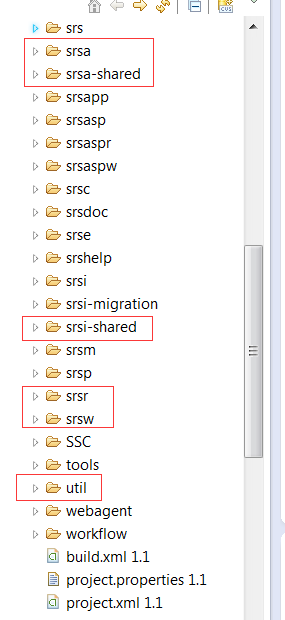 srs
srsa
srsa-shared
srsapp
srsasp
srsaspr
srsaspw
srsc
srsdoc
srse
srshelp
srsi
srsi-migration
srsi-shared
srsm
srsp
srsr
srsw
SSC
tools
util
webagent
workflow
build.xml 1.1
project.properties 1.1
project.xml 1.1